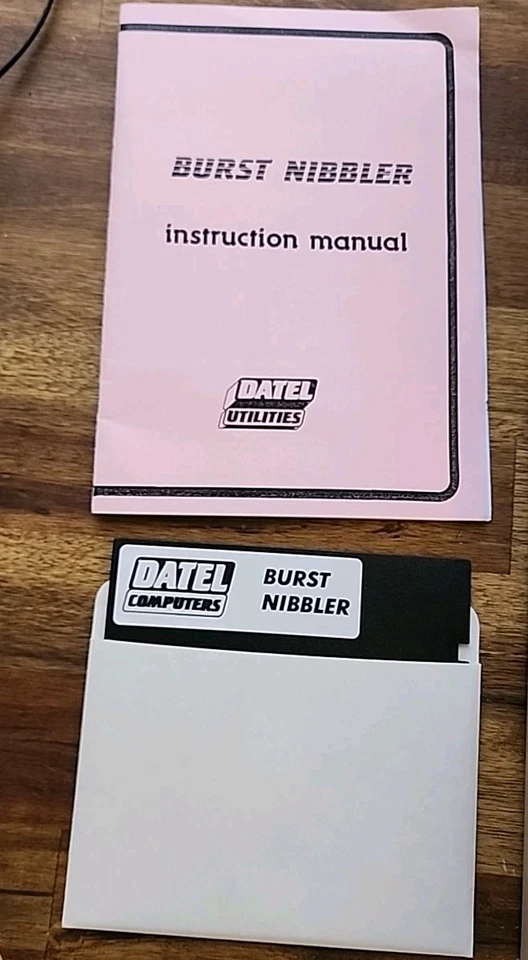 BURST NIBBLER
instruction manual
DATEL
UTILITIES
DATEL
COMPUTERS
BURST
NIBBLER